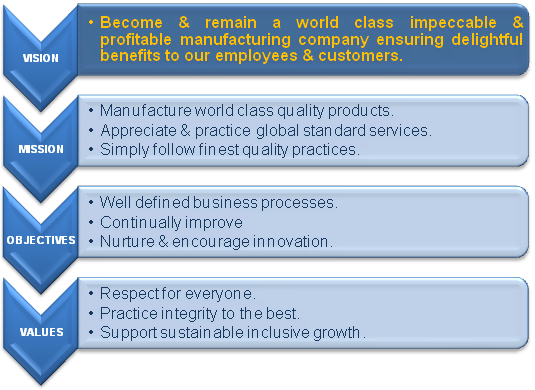 VISION
• Become & remain a world class impeccable &
profitable manufacturing company ensuring delightful
benefits to our employees & customers.
MISSION
• Manufacture world class quality products.
• Appreciate & practice global standard services.
• Simply follow finest quality practices.
OBJECTIVES
• Well defined business processes.
• Continually improve
• Nurture & encourage innovation.
VALUES
• Respect for everyone.
• Practice integrity to the best.
• Support sustainable inclusive growth.